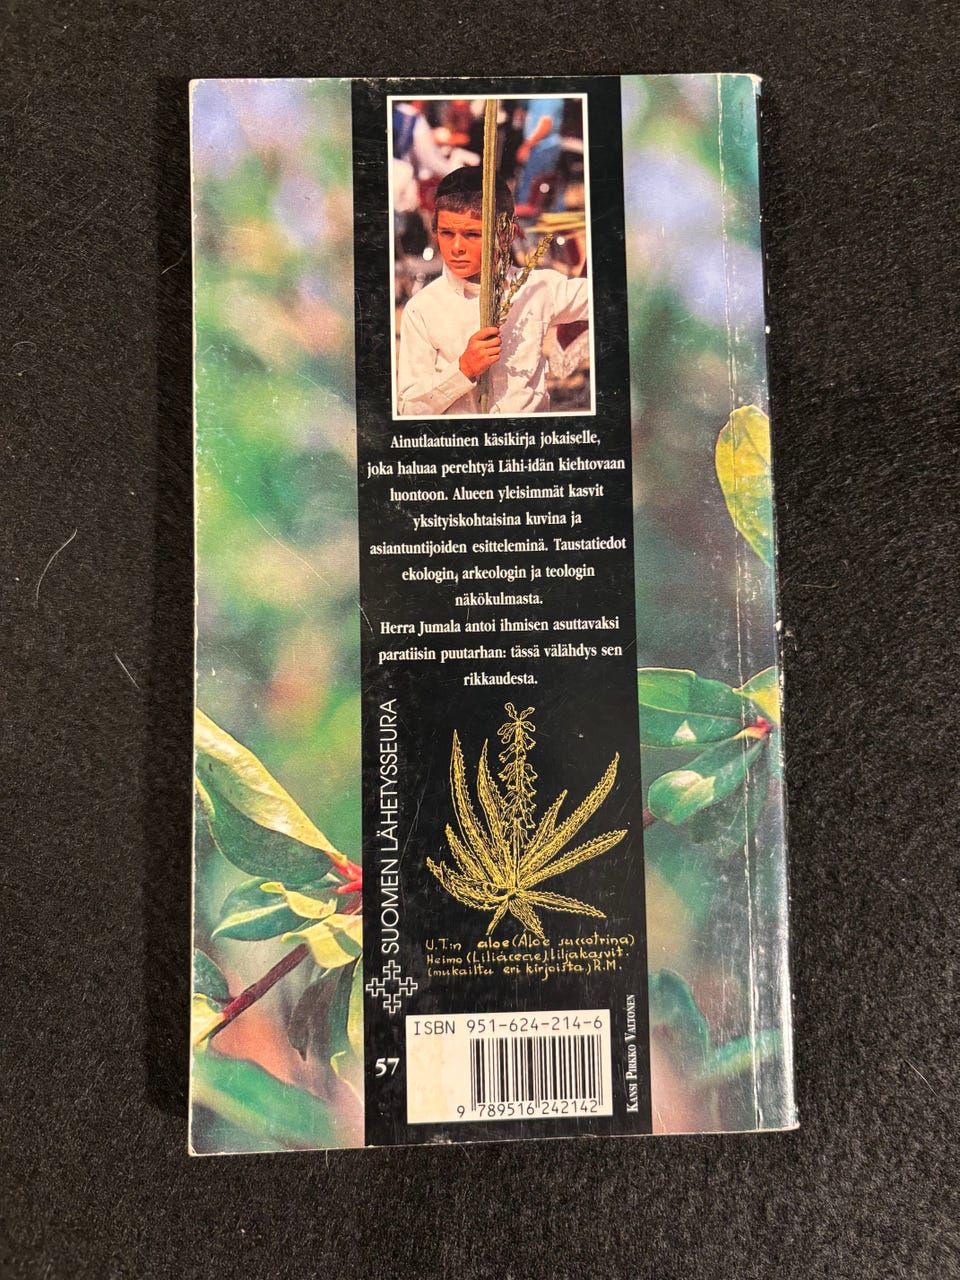 Ainutlaatuinen käsikirja jokaiselle,
joka haluaa perehtyä Lähi-idän kiehtovaan
luontoon. Alueen yleisimmät kasvit
yksityiskohtaisina kuvina ja
asiantuntijoiden esitteleminä. Taustatiedot
ekologin, arkeologin ja teologin
näkökulmasta.
Herra Jumala antoi ihmisen asuttavaksi
paratiisin puutarhan: tässä välähdys sen
rikkaudesta.
SUOMEN LÄHETYSSEURA
U.T:n aloe (Aloe succotrina)
Heimo (Liliaceae) liljakasvit.
(mukailtu eri kirjoista) R.M.
ISBN 951-624-214-6
57
9 789516 242142
KANSI PIRKKO VALTONEN